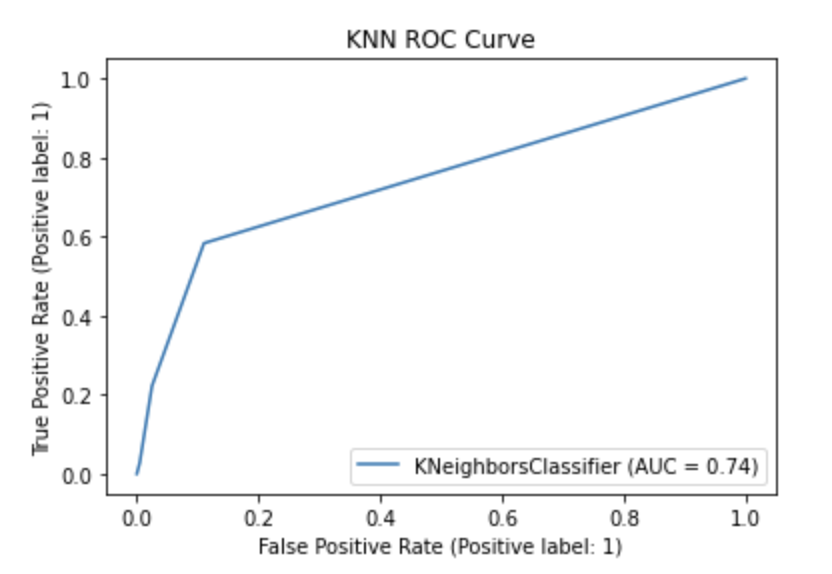 KNN ROC Curve
True Positive Rate (Positive label: 1)
1.0
0.8
0.6
0.4
0.2
0.0
KNeighborsClassifier (AUC = 0.74)
0.0 0.2 0.4 0.6 0.8 1.0
False Positive Rate (Positive label: 1)